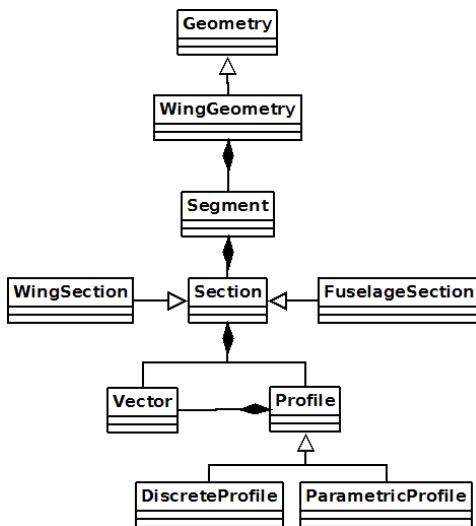 Geometry
WingGeometry
Segment
WingSection
Section
FuselageSection
Vector
Profile
DiscreteProfile
ParametricProfile